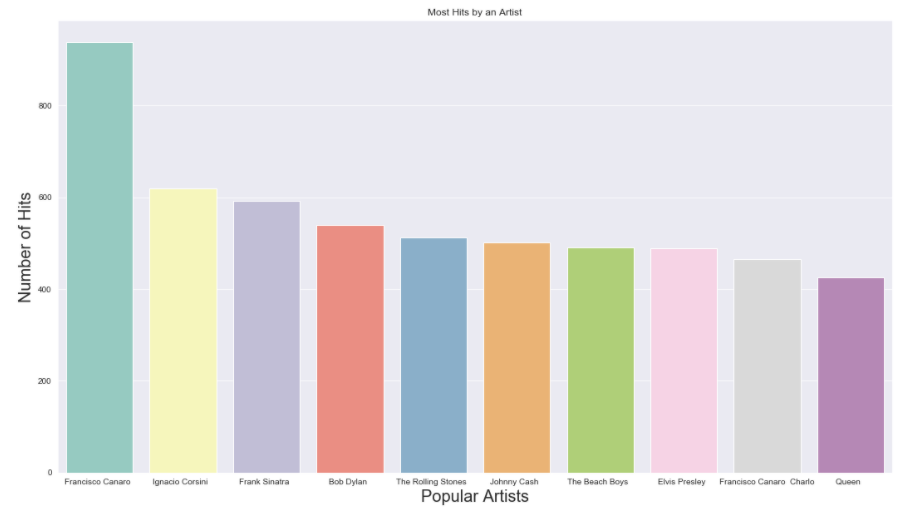 Most Hits by an Artist
Number of Hits
800
600
400
200
0
Francisco Canaro
Ignacio Corsini
Frank Sinatra
Bob Dylan
The Rolling Stones
Johnny Cash
The Beach Boys
Elvis Presley
Francisco Canaro  Charlo
Queen
Popular Artists